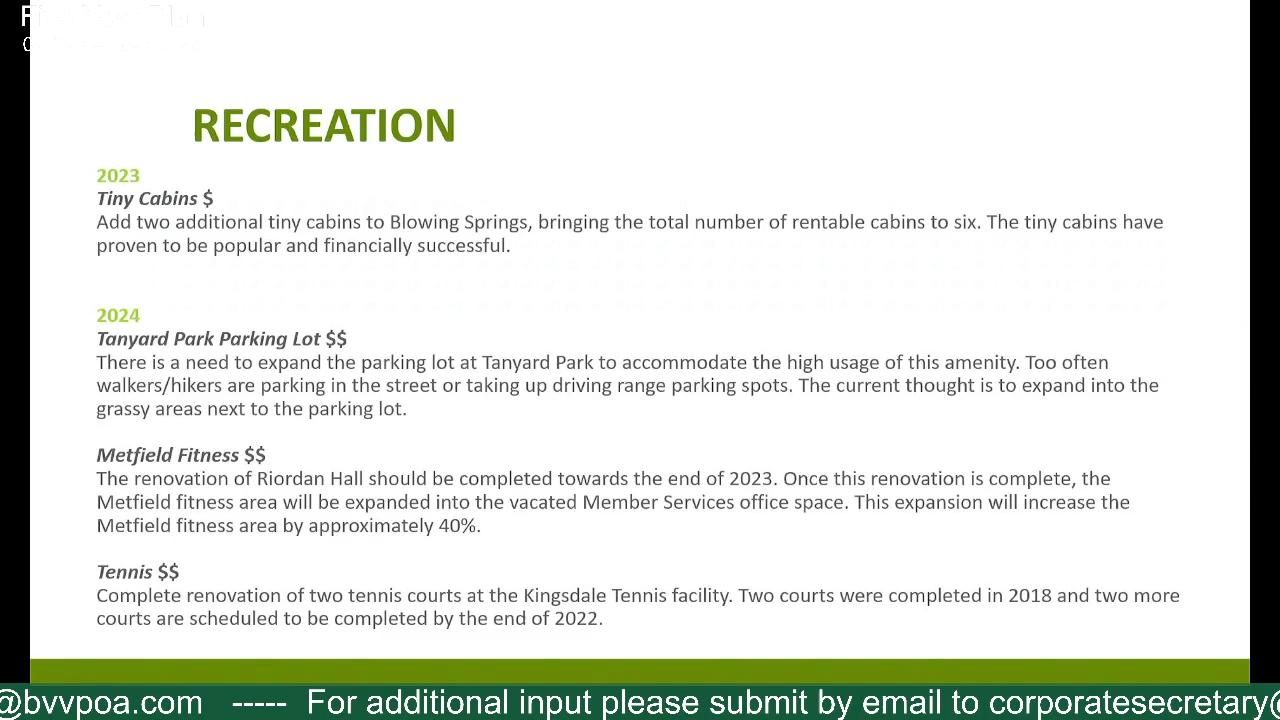 RECREATION
2023
Tiny Cabins $
Add two additional tiny cabins to Blowing Springs, bringing the total number of rentable cabins to six. The tiny cabins have
proven to be popular and financially successful.
2024
Tanyard Park Parking Lot $$
There is a need to expand the parking lot at Tanyard Park to accommodate the high usage of this amenity. Too often
walkers/hikers are parking in the street or taking up driving range parking spots. The current thought is to expand into the
grassy areas next to the parking lot.
Metfield Fitness $$
The renovation of Riordan Hall should be completed towards the end of 2023. Once this renovation is complete, the
Metfield fitness area will be expanded into the vacated Member Services office space. This expansion will increase the
Metfield fitness area by approximately 40%.
Tennis $$
Complete renovation of two tennis courts at the Kingsdale Tennis facility. Two courts were completed in 2018 and two more
courts are scheduled to be completed by the end of 2022.
@bvvpoa.com ----- For additional input please submit by email to corporatesecretary@